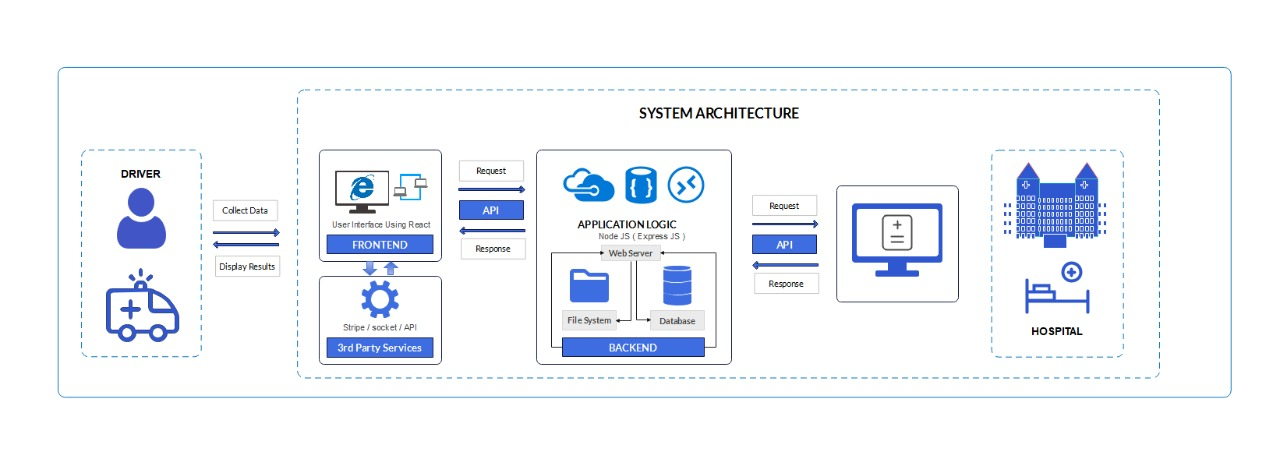 SYSTEM ARCHITECTURE
DRIVER
Collect Data
Display Results
User Interface Using React
FRONTEND
Stripe / socket / API
3rd Party Services
Request
API
Response
{ }
APPLICATION LOGIC
Node JS ( Express JS )
Web Server
File System
Database
BACKEND
Request
API
Response
HOSPITAL